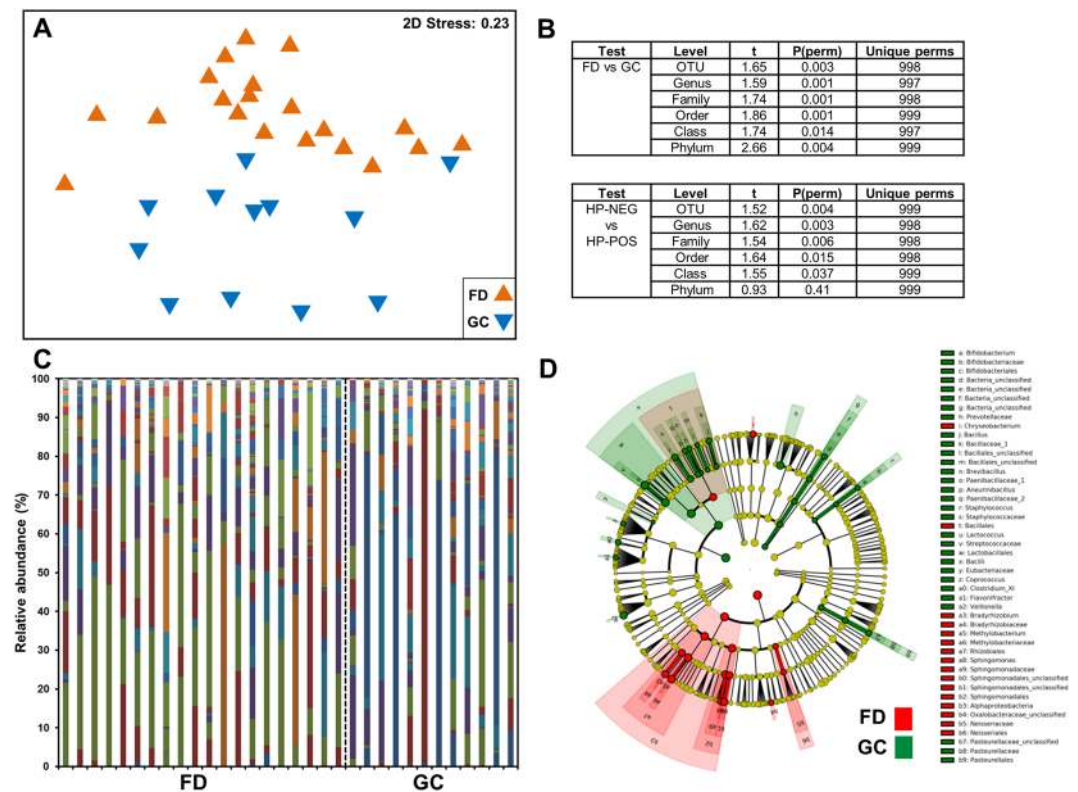 A
2D Stress: 0.23
FD
GC
B
Test Level t P(perm) Unique perms
FD vs GC OTU 1.65 0.003 998
Genus 1.59 0.001 997
Family 1.74 0.001 998
Order 1.86 0.001 999
Class 1.74 0.014 997
Phylum 2.66 0.004 999
Test Level t P(perm) Unique perms
HP-NEG OTU 1.52 0.004 999
vs Genus 1.62 0.003 998
HP-POS Family 1.54 0.006 998
Order 1.64 0.015 998
Class 1.55 0.037 999
Phylum 0.93 0.41 999
C
Relative abundance (%)
100
90
80
70
60
50
40
30
20
10
0
FD GC
D
FD
GC
a: Bifidobacterium
b: Bifidobacteriaceae
c: Bifidobacteriales
d: Bacteria_unclassified
e: Bacteria_unclassified
f: Bacteria_unclassified
g: Bacteria_unclassified
h: Prevotellaceae
i: Chryseobacterium
j: Bacillus
k: Bacillaceae_1
l: Bacillales_unclassified
m: Bacillales_unclassified
n: Brevibacillus
o: Paenibacillaceae_1
p: Aneurinibacillus
q: Paenibacillaceae_2
r: Staphylococcus
s: Staphylococcaceae
t: Bacillales
u: Lactococcus
v: Streptococcaceae
w: Lactobacillales
x: Bacilli
y: Eubacteriaceae
z: Coprococcus
a0: Clostridium_XI
a1: Flavonifractor
a2: Veillonella
a3: Bradyrhizobium
a4: Bradyrhizobiaceae
a5: Methylobacterium
a6: Methylobacteriaceae
a7: Rhizobiales
a8: Sphingomonas
a9: Sphingomonadaceae
b0: Sphingomonadales_unclassified
b1: Sphingomonadales_unclassified
b2: Sphingomonadales
b3: Alphaproteobacteria
b4: Oxalobacteraceae_unclassified
b5: Neisseriaceae
b6: Neisseriales
b7: Pasteurellaceae_unclassified
b8: Pasteurellaceae
b9: Pasteurellales